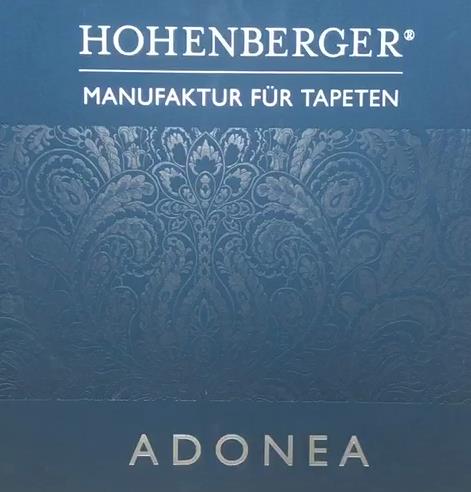 HOHENBERGER®
MANUFAKTUR FÜR TAPETEN
ADONEA